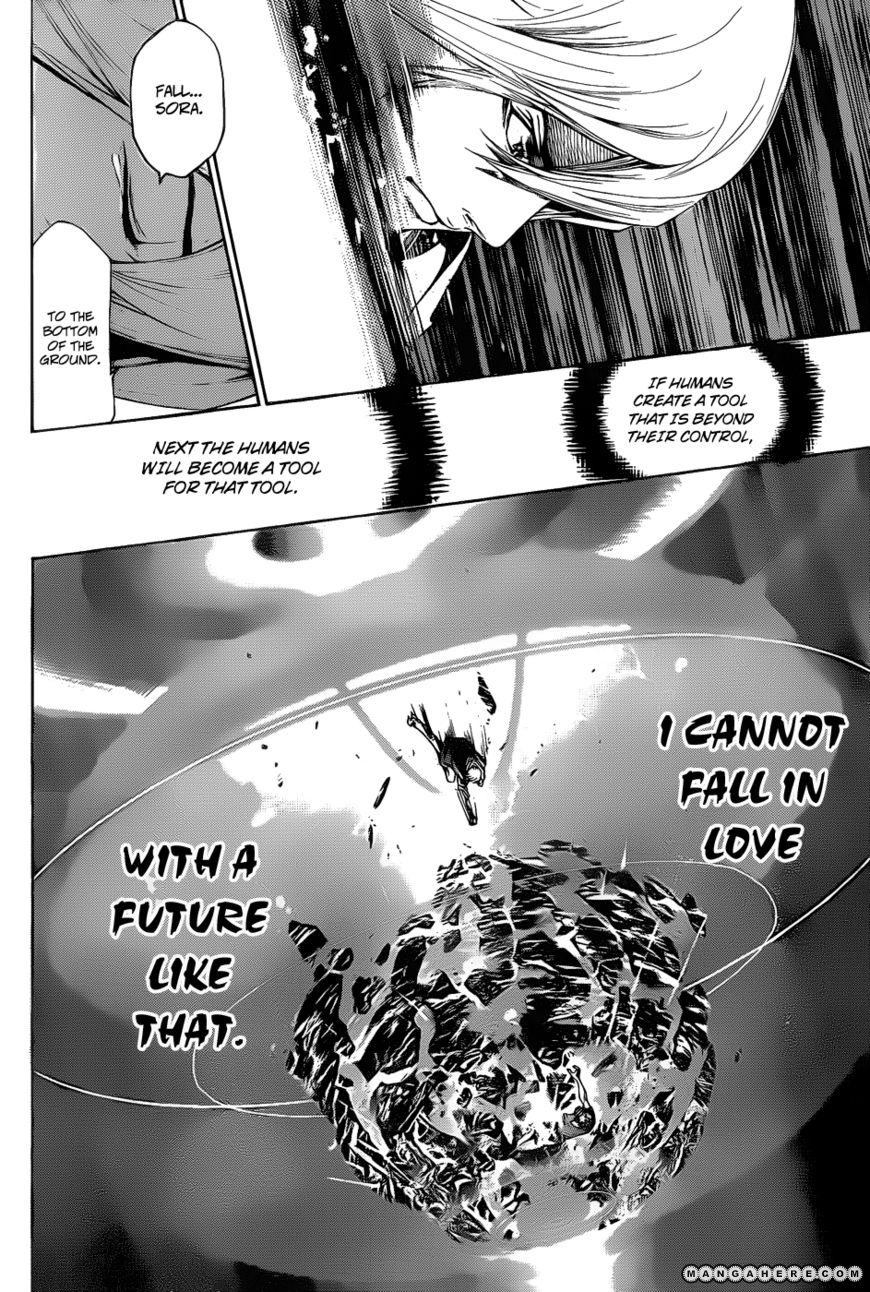 IF HUMANS
CREATE A TOOL
THAT IS BEYOND
THEIR CONTROL,
NEXT THE HUMANS
WILL BECOME A TOOL
FOR THAT TOOL.
FALL...
SORA.
TO THE
BOTTOM
OF THE
GROUND.
I CANNOT
FALL IN
LOVE
WITH A
FUTURE
LIKE
THAT.
MANGAHERE.COM